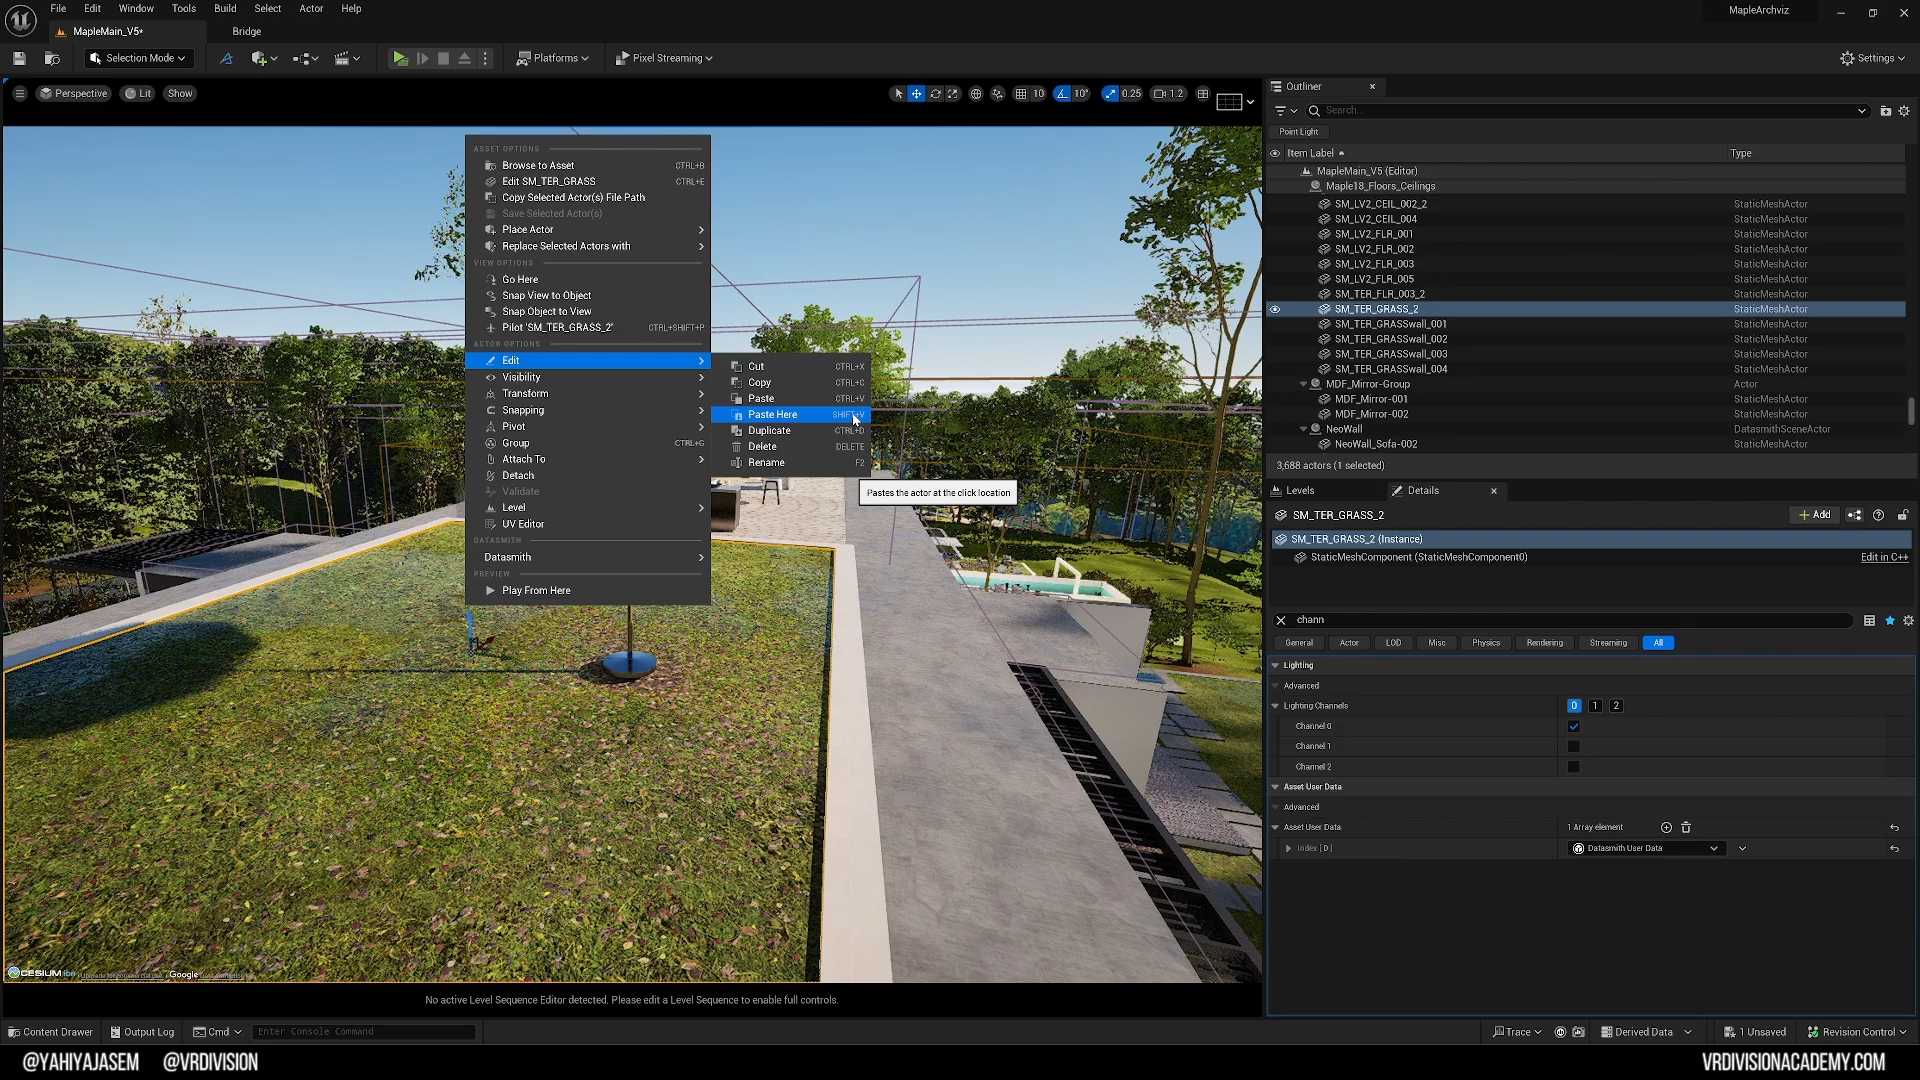 File Edit Window Tools Build Select Actor Help
MapleArchviz
MapleMain_V5*
Bridge
Selection Mode
Platforms
Pixel Streaming
Settings
Perspective
Lit
Show
10
10°
0.25
1.2
ASSET OPTIONS
Browse to Asset CTRL+B
Edit SM_TER_GRASS CTRL+E
Copy Selected Actor(s) File Path
Save Selected Actor(s)
Place Actor
Replace Selected Actors with
VIEW OPTIONS
Go Here
Snap View to Object
Snap Object to View
Pilot 'SM_TER_GRASS_2' CTRL+SHIFT+P
ACTOR OPTIONS
Edit
Visibility
Transform
Snapping
Pivot
Group CTRL+G
Attach To
Detach
Validate
Level
UV Editor
DATASMITH
Datasmith
PREVIEW
Play From Here
Cut CTRL+X
Copy CTRL+C
Paste CTRL+V
Paste Here SHIFT+V
Duplicate CTRL+D
Delete DELETE
Rename F2
Pastes the actor at the click location
CESIUM ion
Google
No active Level Sequence Editor detected. Please edit a Level Sequence to enable full controls.
Outliner
Search...
Point Light
Item Label Type
MapleMain_V5 (Editor)
Maple18_Floors_Ceilings
SM_LV2_CEIL_002_2 StaticMeshActor
SM_LV2_CEIL_004 StaticMeshActor
SM_LV2_FLR_001 StaticMeshActor
SM_LV2_FLR_002 StaticMeshActor
SM_LV2_FLR_003 StaticMeshActor
SM_LV2_FLR_005 StaticMeshActor
SM_TER_FLR_003_2 StaticMeshActor
SM_TER_GRASS_2 StaticMeshActor
SM_TER_GRASSwall_001 StaticMeshActor
SM_TER_GRASSwall_002 StaticMeshActor
SM_TER_GRASSwall_003 StaticMeshActor
SM_TER_GRASSwall_004 StaticMeshActor
MDF_Mirror-Group Actor
MDF_Mirror-001 StaticMeshActor
MDF_Mirror-002 StaticMeshActor
NeoWall DatasmithSceneActor
NeoWall_Sofa-002 StaticMeshActor
3,688 actors (1 selected)
Levels
Details
SM_TER_GRASS_2
Add
SM_TER_GRASS_2 (Instance)
StaticMeshComponent (StaticMeshComponent0)
Edit in C++
chann
General Actor LOD Misc Physics Rendering Streaming All
Lighting
Advanced
Lighting Channels 0 1 2
Channel 0
Channel 1
Channel 2
Asset User Data
Advanced
Asset User Data 1 Array element
Index [ 0 ] Datasmith User Data
Content Drawer
Output Log
Cmd
Enter Console Command
Trace
Derived Data
1 Unsaved
Revision Control
@YAHIYAJASEM @VRDIVISION
VRDIVISIONACADEMY.COM